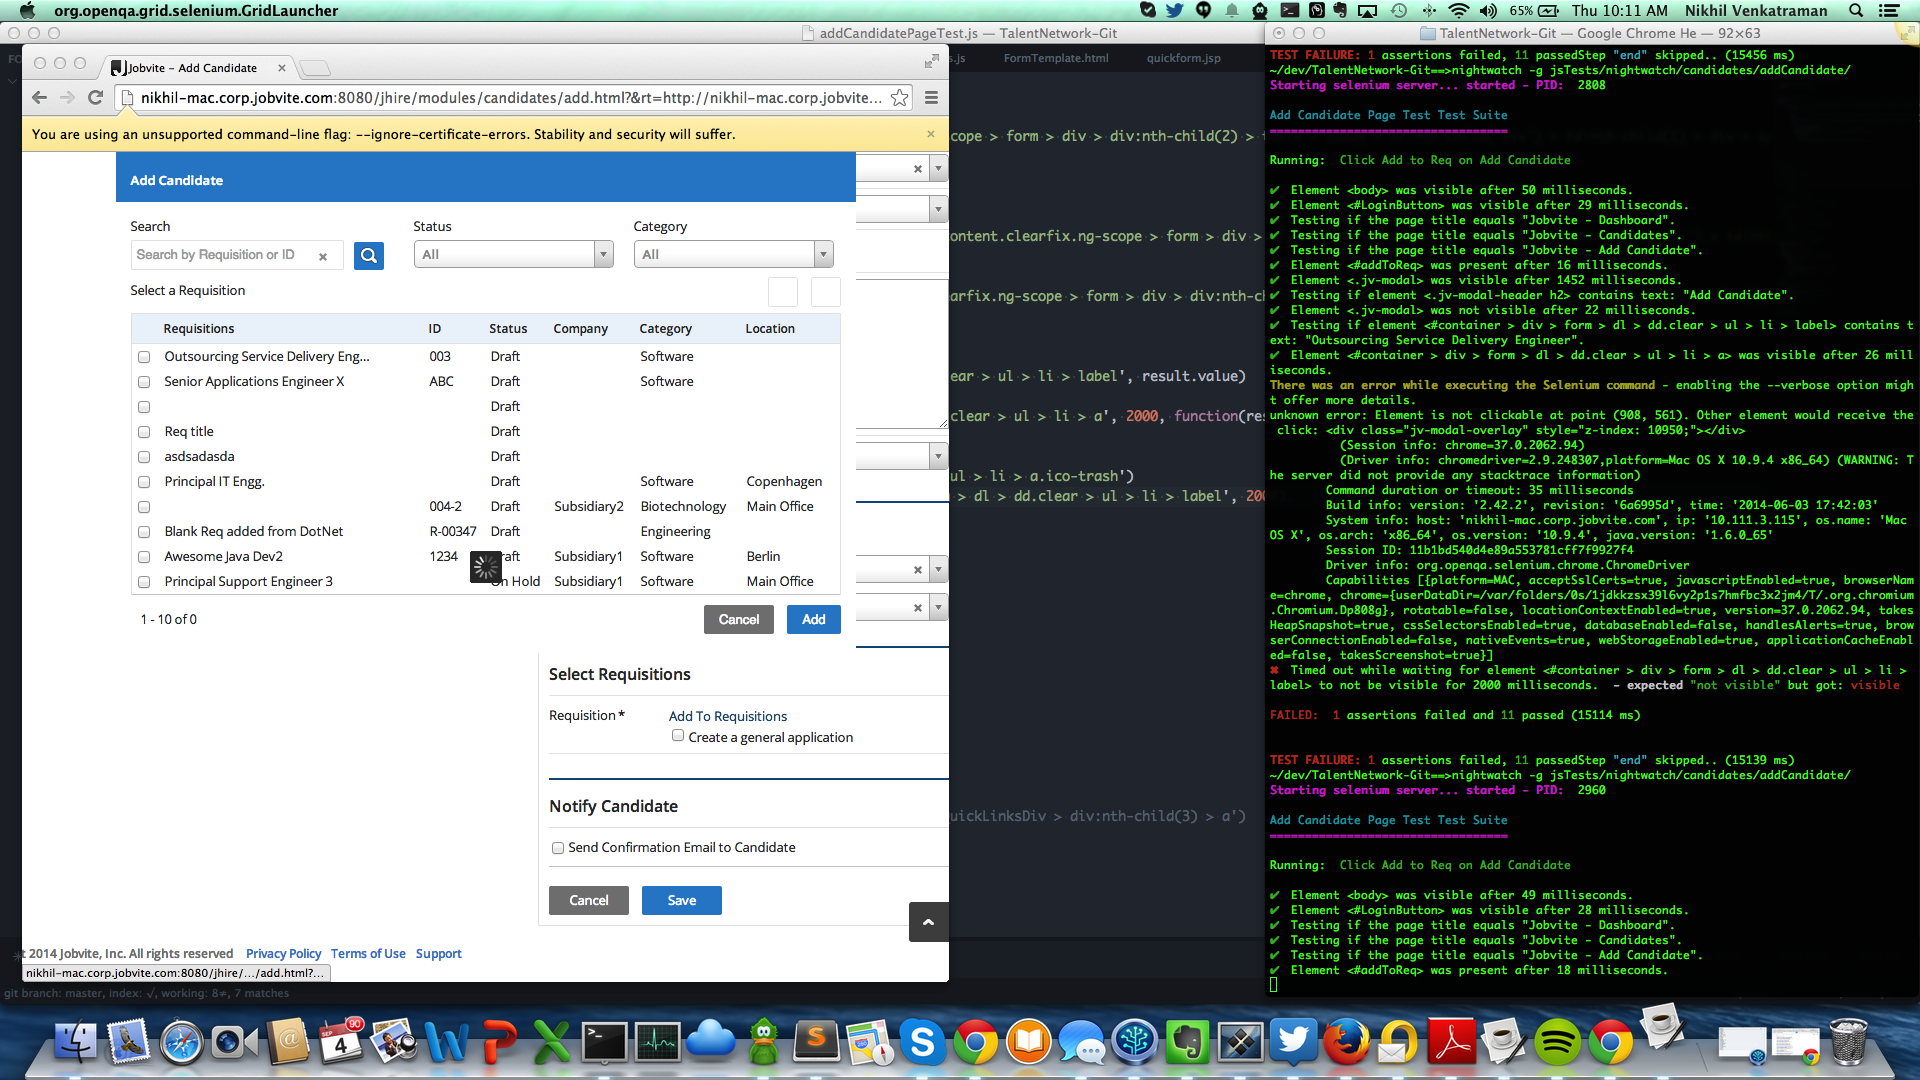 org.openqa.grid.selenium.GridLauncher
65%
Thu 10:11 AM
Nikhil Venkatraman
addCandidatePageTest.js — TalentNetwork-Git
FormTemplate.html
quickform.jsp
Jobvite - Add Candidate
nikhil-mac.corp.jobvite.com:8080/jhire/modules/candidates/add.html?&rt=http://nikhil-mac.corp.jobvite...
You are using an unsupported command-line flag: --ignore-certificate-errors. Stability and security will suffer.
Add Candidate
Search
Status
Category
Search by Requisition or ID
All
All
Select a Requisition
Requisitions ID Status Company Category Location
Outsourcing Service Delivery Eng... 003 Draft Software
Senior Applications Engineer X ABC Draft Software
Draft
Req title Draft
asdsadasda Draft
Principal IT Engg. Draft Software Copenhagen
004-2 Draft Subsidiary2 Biotechnology Main Office
Blank Req added from DotNet R-00347 Draft Engineering
Awesome Java Dev2 1234 raft Subsidiary1 Software Berlin
Principal Support Engineer 3 On Hold Subsidiary1 Software Main Office
1 - 10 of 0
Cancel
Add
Select Requisitions
Requisition *
Add To Requisitions
Create a general application
Notify Candidate
Send Confirmation Email to Candidate
Cancel
Save
t 2014 Jobvite, Inc. All rights reserved Privacy Policy Terms of Use Support
nikhil-mac.corp.jobvite.com:8080/jhire/.../add.html?...
git branch: master, index: √, working: 8≠, 7 matches
scope > form > div > div:nth-child(2) >
ontent.clearfix.ng-scope > form > div >
arfix.ng-scope > form > div > div:nth-ch
ear > ul > li > label', result.value)
.clear > ul > li > a', 2000, function(res
ul > li > a.ico-trash')
> dl > dd.clear > ul > li > label', 200
uickLinksDiv > div:nth-child(3) > a')
TalentNetwork-Git — Google Chrome He — 92×63
TEST FAILURE: 1 assertions failed, 11 passedStep "end" skipped.. (15456 ms)
~/dev/TalentNetwork-Git==>nightwatch -g jsTests/nightwatch/candidates/addCandidate/
Starting selenium server... started - PID: 2808
Add Candidate Page Test Test Suite
==================================
Running: Click Add to Req on Add Candidate
✔ Element <body> was visible after 50 milliseconds.
✔ Element <#LoginButton> was visible after 29 milliseconds.
✔ Testing if the page title equals "Jobvite - Dashboard".
✔ Testing if the page title equals "Jobvite - Candidates".
✔ Testing if the page title equals "Jobvite - Add Candidate".
✔ Element <#addToReq> was present after 16 milliseconds.
✔ Element <.jv-modal> was visible after 1452 milliseconds.
✔ Testing if element <.jv-modal-header h2> contains text: "Add Candidate".
✔ Element <.jv-modal> was not visible after 22 milliseconds.
✔ Testing if element <#container > div > form > dl > dd.clear > ul > li > label> contains t
ext: "Outsourcing Service Delivery Engineer".
✔ Element <#container > div > form > dl > dd.clear > ul > li > a> was visible after 26 mill
iseconds.
There was an error while executing the Selenium command - enabling the --verbose option migh
t offer more details.
unknown error: Element is not clickable at point (908, 561). Other element would receive the
click: <div class="jv-modal-overlay" style="z-index: 10950;"></div>
(Session info: chrome=37.0.2062.94)
(Driver info: chromedriver=2.9.248307,platform=Mac OS X 10.9.4 x86_64) (WARNING: T
he server did not provide any stacktrace information)
Command duration or timeout: 35 milliseconds
Build info: version: '2.42.2', revision: '6a6995d', time: '2014-06-03 17:42:03'
System info: host: 'nikhil-mac.corp.jobvite.com', ip: '10.111.3.115', os.name: 'Mac
OS X', os.arch: 'x86_64', os.version: '10.9.4', java.version: '1.6.0_65'
Session ID: 11b1bd540d4e89a553781cff7f9927f4
Driver info: org.openqa.selenium.chrome.ChromeDriver
Capabilities [{platform=MAC, acceptSslCerts=true, javascriptEnabled=true, browserNam
e=chrome, chrome={userDataDir=/var/folders/0s/1jdkkzsx39l6vy2p1s7hmfbc3x2jm4/T/.org.chromium
.Chromium.Dp808g}, rotatable=false, locationContextEnabled=true, version=37.0.2062.94, takes
HeapSnapshot=true, cssSelectorsEnabled=true, databaseEnabled=false, handlesAlerts=true, brow
serConnectionEnabled=false, nativeEvents=true, webStorageEnabled=true, applicationCacheEnabl
ed=false, takesScreenshot=true}]
✖ Timed out while waiting for element <#container > div > form > dl > dd.clear > ul > li >
label> to not be visible for 2000 milliseconds. - expected "not visible" but got: visible
FAILED: 1 assertions failed and 11 passed (15114 ms)
TEST FAILURE: 1 assertions failed, 11 passedStep "end" skipped.. (15139 ms)
~/dev/TalentNetwork-Git==>nightwatch -g jsTests/nightwatch/candidates/addCandidate/
Starting selenium server... started - PID: 2960
Add Candidate Page Test Test Suite
==================================
Running: Click Add to Req on Add Candidate
✔ Element <body> was visible after 49 milliseconds.
✔ Element <#LoginButton> was visible after 28 milliseconds.
✔ Testing if the page title equals "Jobvite - Dashboard".
✔ Testing if the page title equals "Jobvite - Candidates".
✔ Testing if the page title equals "Jobvite - Add Candidate".
✔ Element <#addToReq> was present after 18 milliseconds.
SEP
4
90